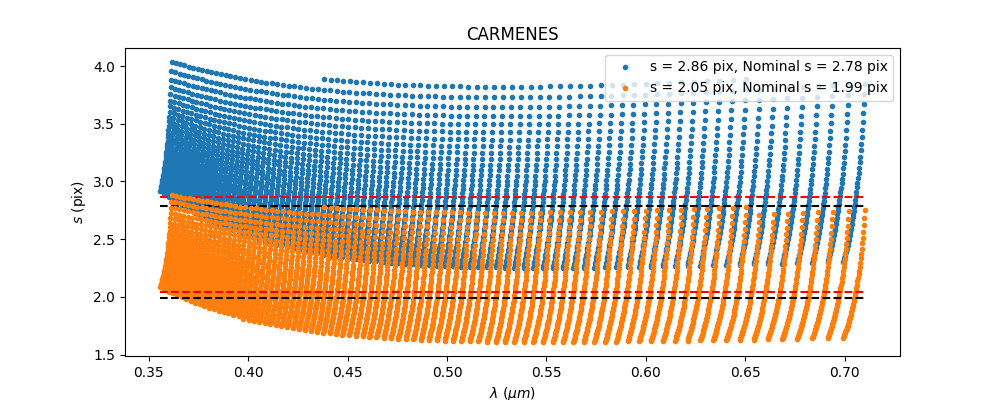 CARMENES
s = 2.86 pix, Nominal s = 2.78 pix
s = 2.05 pix, Nominal s = 1.99 pix
4.0
3.5
3.0
2.5
2.0
1.5
s (pix)
0.35 0.40 0.45 0.50 0.55 0.60 0.65 0.70
λ (μm)